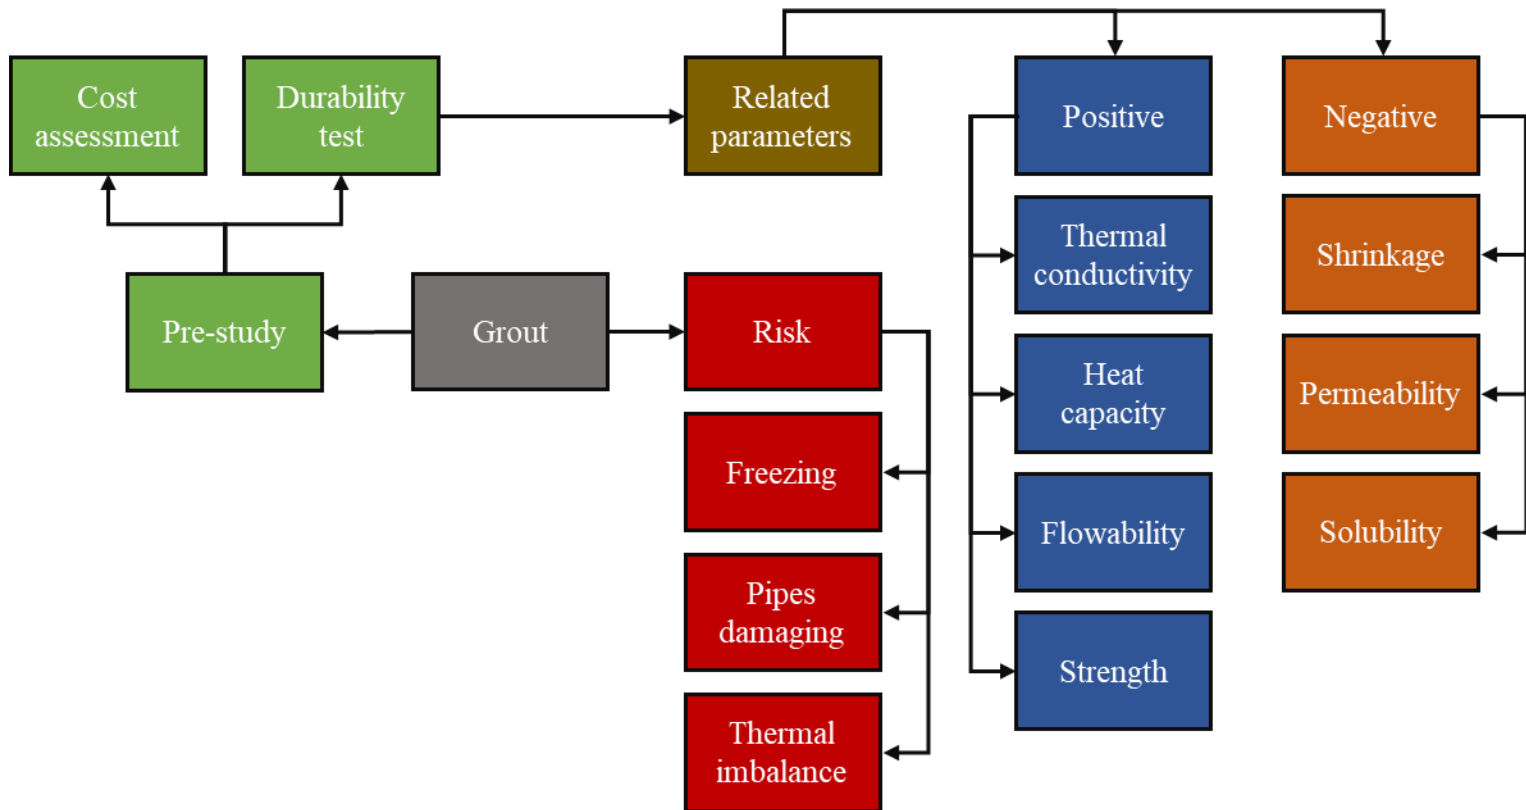 Cost
assessment
Durability
test
Related
parameters
Positive
Negative
Thermal
conductivity
Shrinkage
Pre-study
Grout
Risk
Heat
capacity
Permeability
Freezing
Flowability
Solubility
Pipes
damaging
Strength
Thermal
imbalance